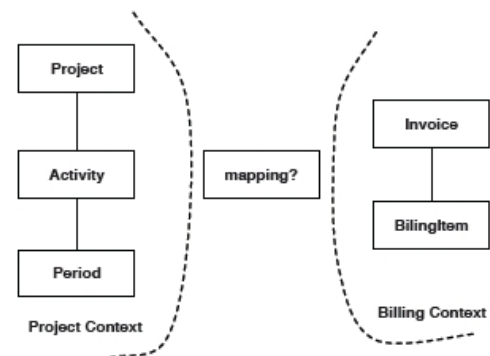 Project
Activity
Period
Project Context
mapping?
Invoice
BilingItem
Billing Context